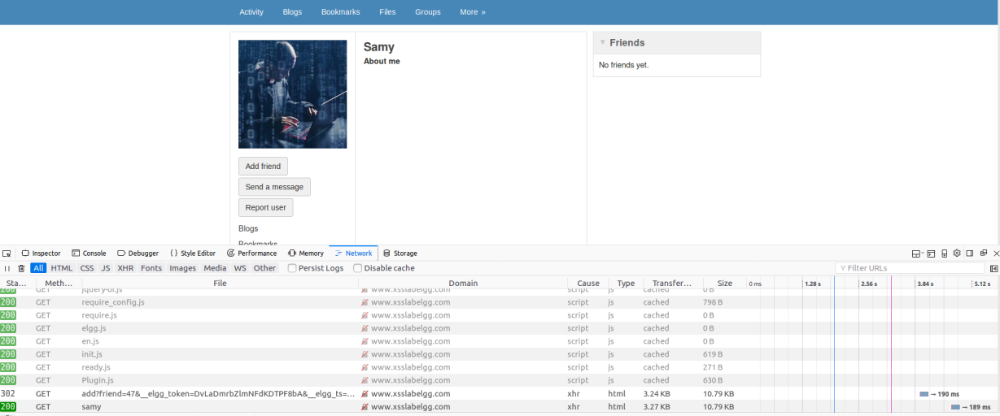 Activity Blogs Bookmarks Files Groups More »
Samy
About me
▼ Friends
No friends yet.
Add friend
Send a message
Report user
Blogs
Bookmarks
Inspector Console Debugger {} Style Editor Performance Memory Network Storage
All HTML CSS JS XHR Fonts Images Media WS Other Persist Logs Disable cache Filter URLs
Sta... Meth... File Domain Cause Type Transfer... Size 0 ms 1.28 s 2.56 s 3.84 s 5.12 s
200 GET jquery-ui.js www.xsslabelgg.com script js cached 0 B
200 GET require_config.js www.xsslabelgg.com script js cached 798 B
200 GET require.js www.xsslabelgg.com script js cached 0 B
200 GET elgg.js www.xsslabelgg.com script js cached 0 B
200 GET en.js www.xsslabelgg.com script js cached 0 B
200 GET init.js www.xsslabelgg.com script js cached 619 B
200 GET ready.js www.xsslabelgg.com script js cached 271 B
200 GET Plugin.js www.xsslabelgg.com script js cached 630 B
302 GET add?friend=47&__elgg_token=DvLaDmrbZlmNFdKDTPF8bA&__elgg_ts=... www.xsslabelgg.com xhr html 3.24 KB 10.79 KB → 190 ms
200 GET samy www.xsslabelgg.com xhr html 3.27 KB 10.79 KB → 189 ms